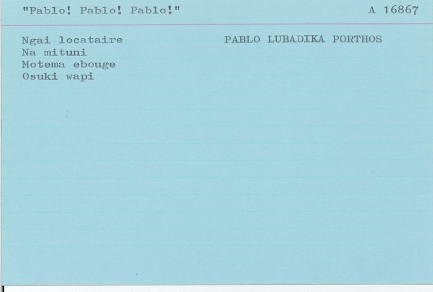 "Pablo! Pablo! Pablo!" A 16867
Ngai locataire PABLO LUBADIKA PORTHOS
Na mituni
Motema ebouge
Osuki wapi